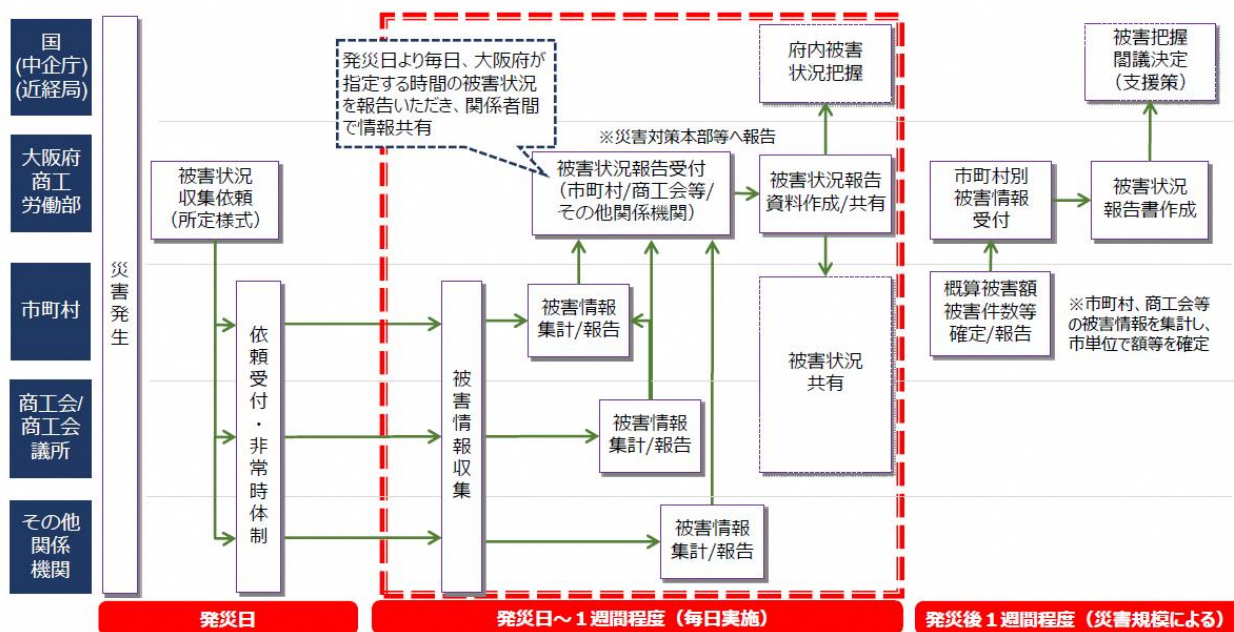 国
(中企庁)
(近経局)
大阪府
商工
労働部
市町村
商工会/
商工会
議所
その他
関係
機関
災害発生
被害状況
収集依頼
（所定様式）
依頼受付・非常時体制
発災日より毎日、大阪府が
指定する時間の被害状況
を報告いただき、関係者間
で情報共有
※災害対策本部等へ報告
被害状況報告受付
（市町村/商工会等/
その他関係機関）
被害情報収集
被害情報
集計/報告
被害情報
集計/報告
被害情報
集計/報告
府内被害
状況把握
被害状況報告
資料作成/共有
被害状況
共有
市町村別
被害情報
受付
概算被害額
被害件数等
確定/報告
被害把握
閣議決定
（支援策）
被害状況
報告書作成
※市町村、商工会等
の被害情報を集計し、
市単位で額等を確定
発災日
発災日～１週間程度（毎日実施）
発災後１週間程度（災害規模による）